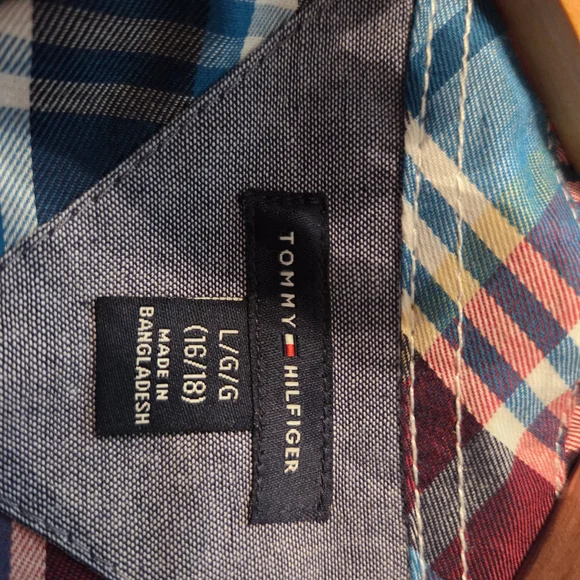 TOMMY HILFIGER
L/G/G
(16/18)
MADE IN
BANGLADESH